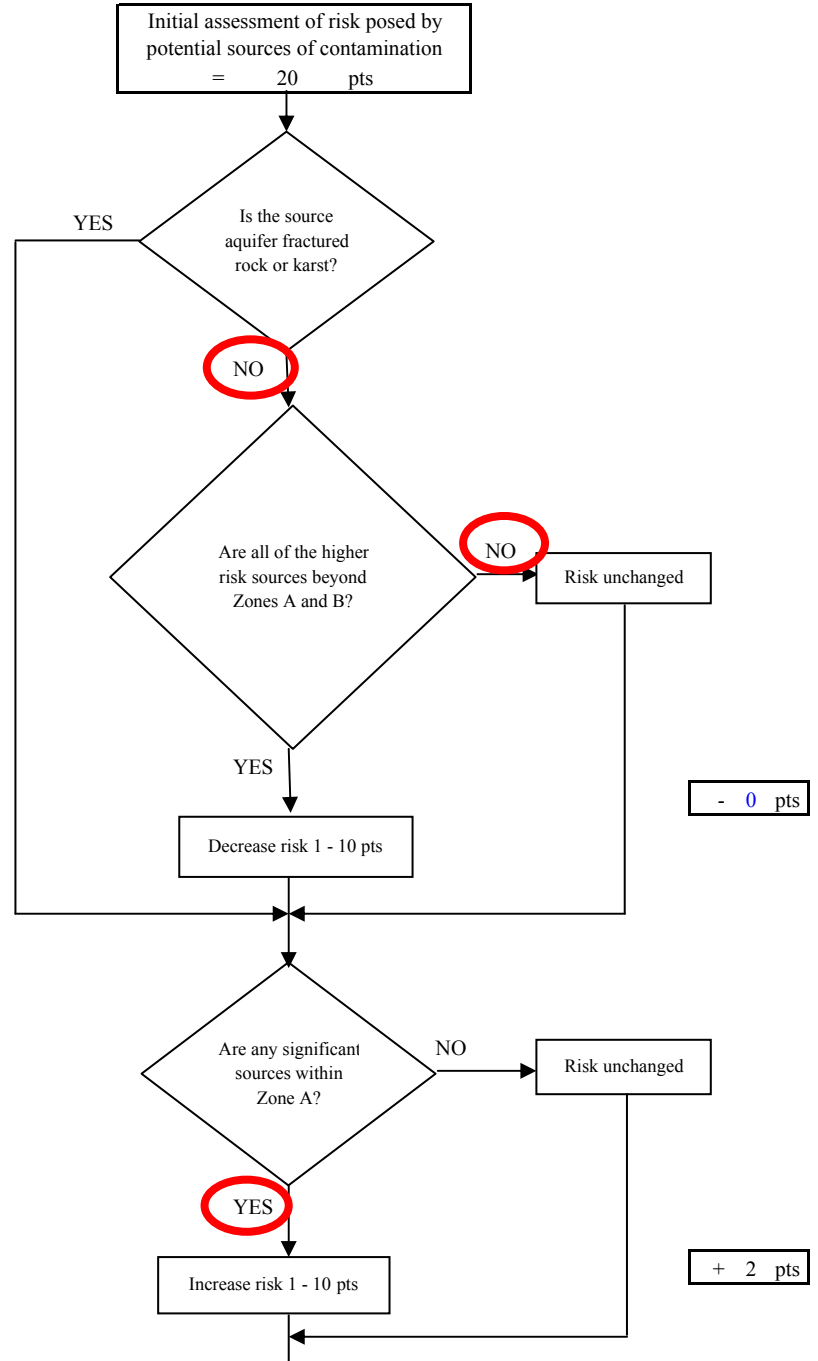 Initial assessment of risk posed by
potential sources of contamination
= 20 pts
YES
Is the source
aquifer fractured
rock or karst?
NO
Are all of the higher
risk sources beyond
Zones A and B?
NO
Risk unchanged
YES
- 0 pts
Decrease risk 1 - 10 pts
Are any significant
sources within
Zone A?
NO
Risk unchanged
YES
+ 2 pts
Increase risk 1 - 10 pts